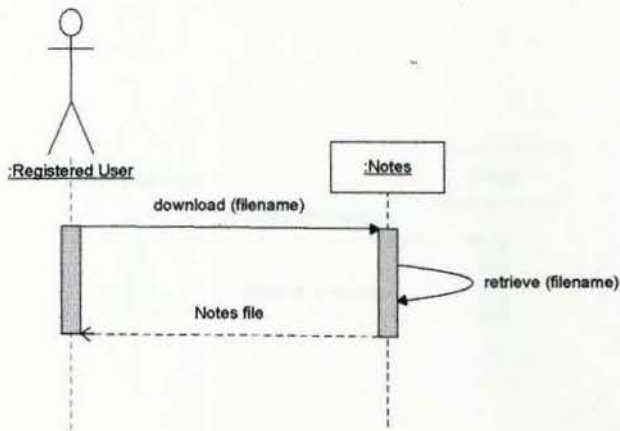 :Registered User
:Notes
download (filename)
retrieve (filename)
Notes file